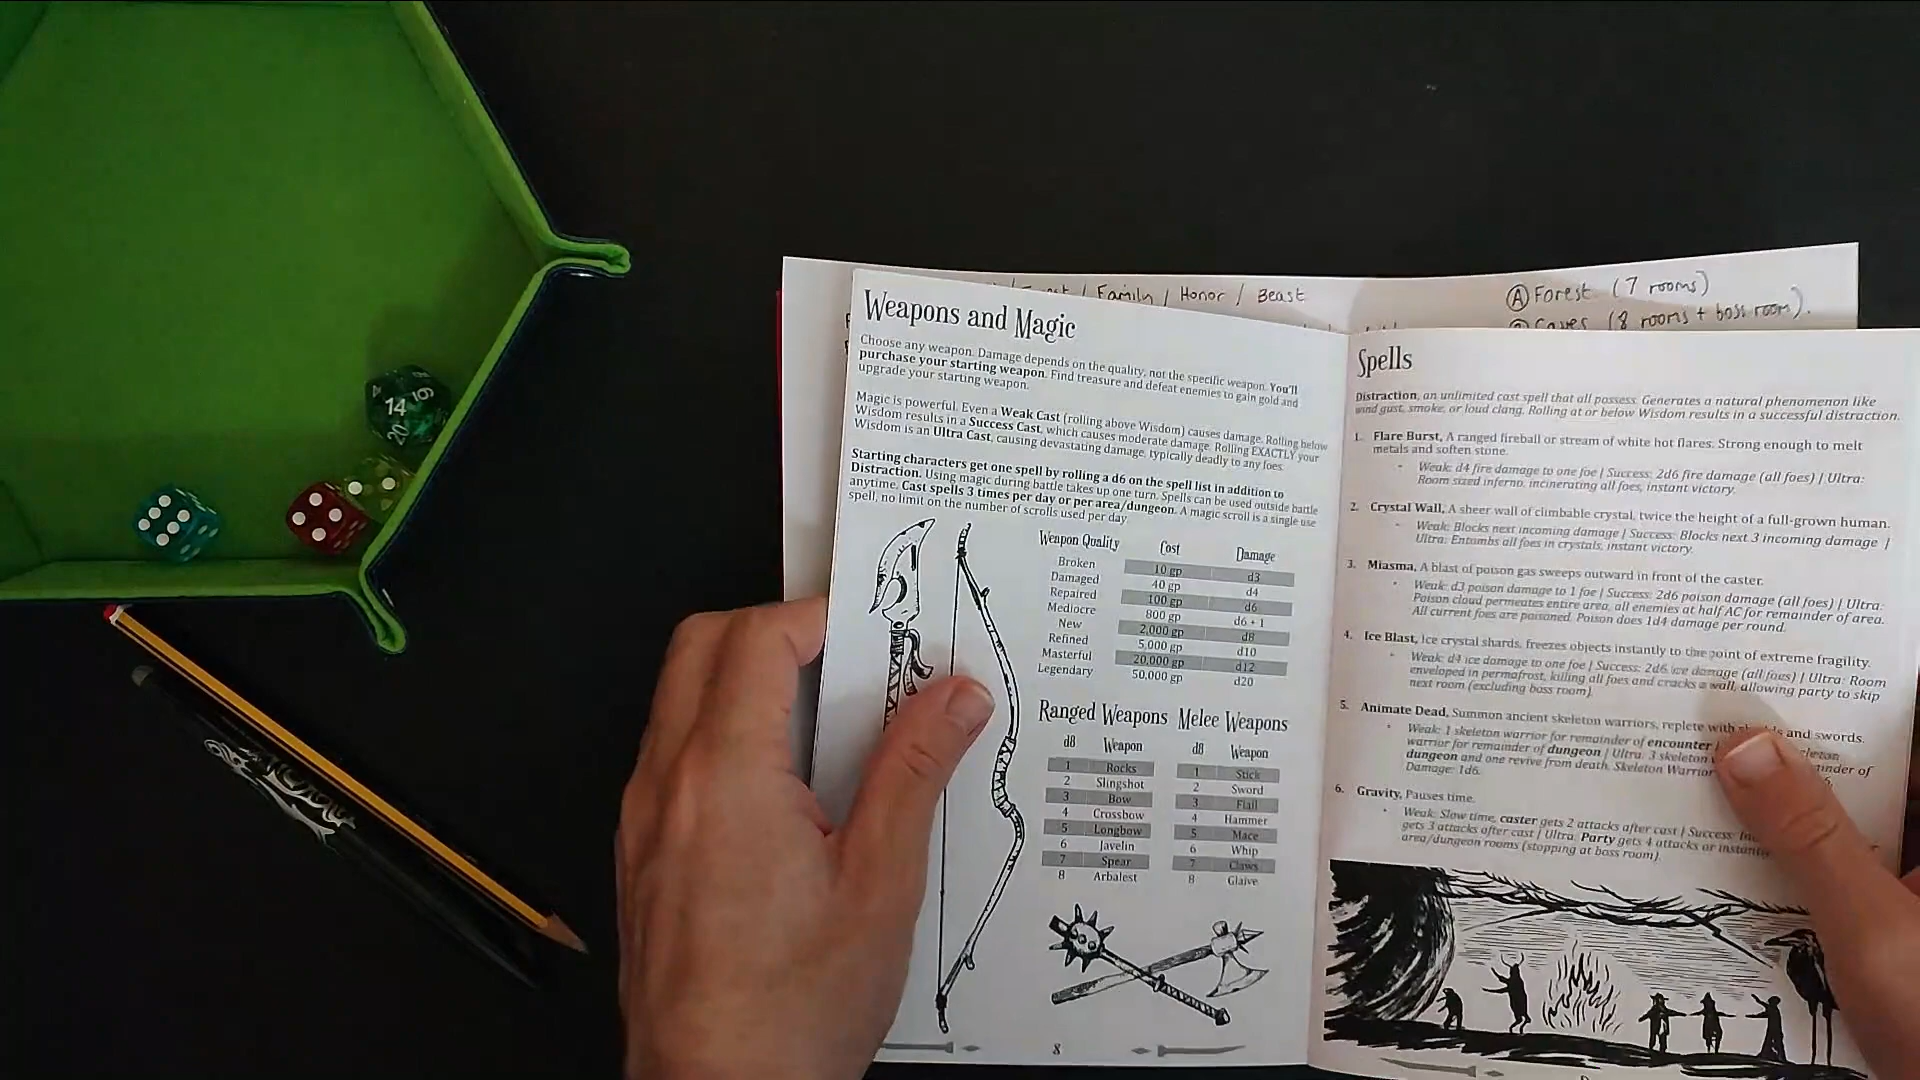 Family / Honor / Beast
Ⓐ Forest (7 rooms)
Caves (8 rooms + boss room).
Weapons and Magic
Choose any weapon. Damage depends on the quality, not the specific weapon. You'll
purchase your starting weapon. Find treasure and defeat enemies to gain gold and
upgrade your starting weapon.
Magic is powerful. Even a Weak Cast (rolling above Wisdom) causes damage. Rolling below
Wisdom results in a Success Cast, which causes moderate damage. Rolling EXACTLY your
Wisdom is an Ultra Cast, causing devastating damage, typically deadly to any foes.
Starting characters get one spell by rolling a d6 on the spell list in addition to
Distraction. Using magic during battle takes up one turn. Spells can be used outside battle
anytime. Cast spells 3 times per day or per area/dungeon. A magic scroll is a single use
spell, no limit on the number of scrolls used per day.
Weapon Quality Cost Damage
Broken 10 gp d3
Damaged 40 gp d4
Repaired 100 gp d6
Mediocre 800 gp d6 + 1
New 2,000 gp d8
Refined 5,000 gp d10
Masterful 20,000 gp d12
Legendary 50,000 gp d20
Ranged Weapons Melee Weapons
d8 Weapon d8 Weapon
1 Rocks 1 Stick
2 Slingshot 2 Sword
3 Bow 3 Flail
4 Crossbow 4 Hammer
5 Longbow 5 Mace
6 Javelin 6 Whip
7 Spear 7 Claws
8 Arbalest 8 Glaive
8
Spells
Distraction, an unlimited cast spell that all possess. Generates a natural phenomenon like
wind gust, smoke, or loud clang. Rolling at or below Wisdom results in a successful distraction.
1. Flare Burst, A ranged fireball or stream of white hot flares. Strong enough to melt
metals and soften stone.
- Weak: d4 fire damage to one foe | Success: 2d6 fire damage (all foes) | Ultra:
Room sized inferno, incinerating all foes, instant victory.
2. Crystal Wall, A sheer wall of climbable crystal, twice the height of a full-grown human.
- Weak: Blocks next incoming damage | Success: Blocks next 3 incoming damage |
Ultra: Entombs all foes in crystals, instant victory.
3. Miasma, A blast of poison gas sweeps outward in front of the caster.
- Weak: d3 poison damage to 1 foe | Success: 2d6 poison damage (all foes) | Ultra:
Poison cloud permeates entire area, all enemies at half AC for remainder of area.
All current foes are poisoned. Poison does 1d4 damage per round.
4. Ice Blast, Ice crystal shards, freezes objects instantly to the point of extreme fragility.
- Weak: d4 ice damage to one foe | Success: 2d6 ice damage (all foes) | Ultra: Room
enveloped in permafrost, killing all foes and cracks a wall, allowing party to skip
next room (excluding boss room).
5. Animate Dead, Summon ancient skeleton warriors, replete with and swords.
- Weak: 1 skeleton warrior for remainder of encounter |
warrior for remainder of dungeon | Ultra: 3 skeleton
dungeon and one revive from death. Skeleton Warrior
Damage: 1d6.
6. Gravity, Pauses time.
- Weak: Slow time, caster gets 2 attacks after cast | Success:
gets 3 attacks after cast | Ultra: Party gets 4 attacks or
area/dungeon rooms (stopping at boss room).
14
20